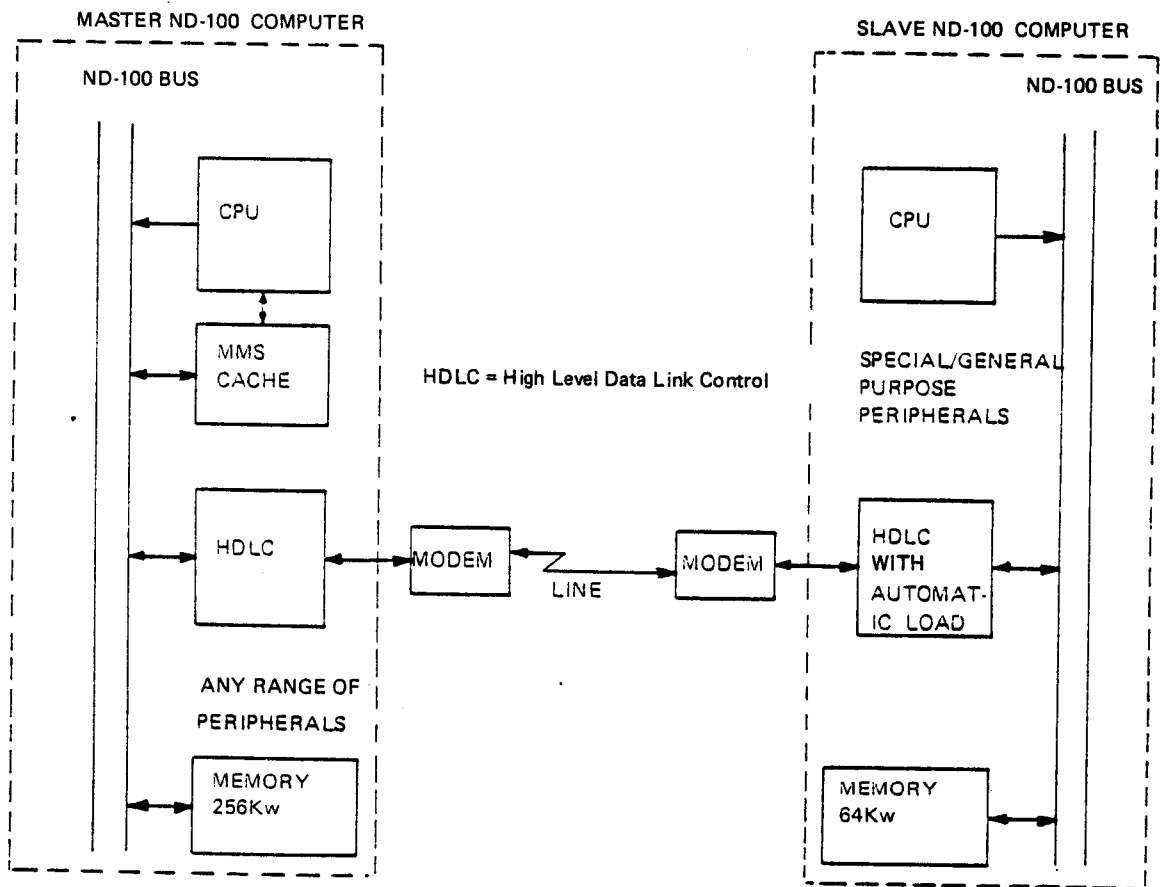 MASTER ND-100 COMPUTER
ND-100 BUS
CPU
MMS
CACHE
HDLC
ANY RANGE OF
PERIPHERALS
MEMORY
256Kw
HDLC = High Level Data Link Control
MODEM
LINE
MODEM
SLAVE ND-100 COMPUTER
ND-100 BUS
CPU
SPECIAL/GENERAL
PURPOSE
PERIPHERALS
HDLC
WITH
AUTOMAT-
IC LOAD
MEMORY
64Kw